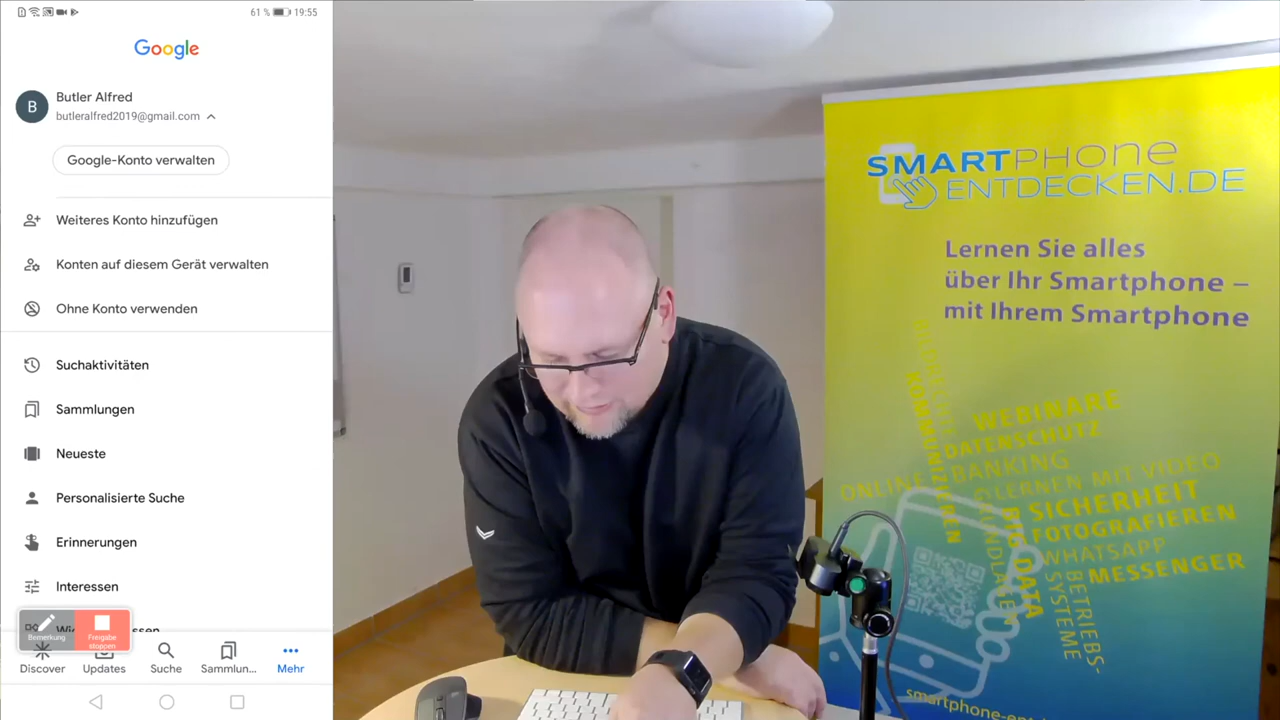 61 % 19:55
Google
B
Butler Alfred
butleralfred2019@gmail.com
Google-Konto verwalten
Weiteres Konto hinzufügen
Konten auf diesem Gerät verwalten
Ohne Konto verwenden
Suchaktivitäten
Sammlungen
Neueste
Personalisierte Suche
Erinnerungen
Interessen
Bemerkung
Freigabe stoppen
Discover
Updates
Suche
Sammlun...
Mehr
SMARTPHONE
ENTDECKEN.DE
Lernen Sie alles
über Ihr Smartphone –
mit Ihrem Smartphone
KOMMUNIZIEREN
WEBINARE
DATENSCHUTZ
ONLINE BANKING
LERNEN MIT VIDEO
SICHERHEIT
FOTOGRAFIEREN
BIG DATA
WHATSAPP
MESSENGER
BETRIEBS-
SYSTEME